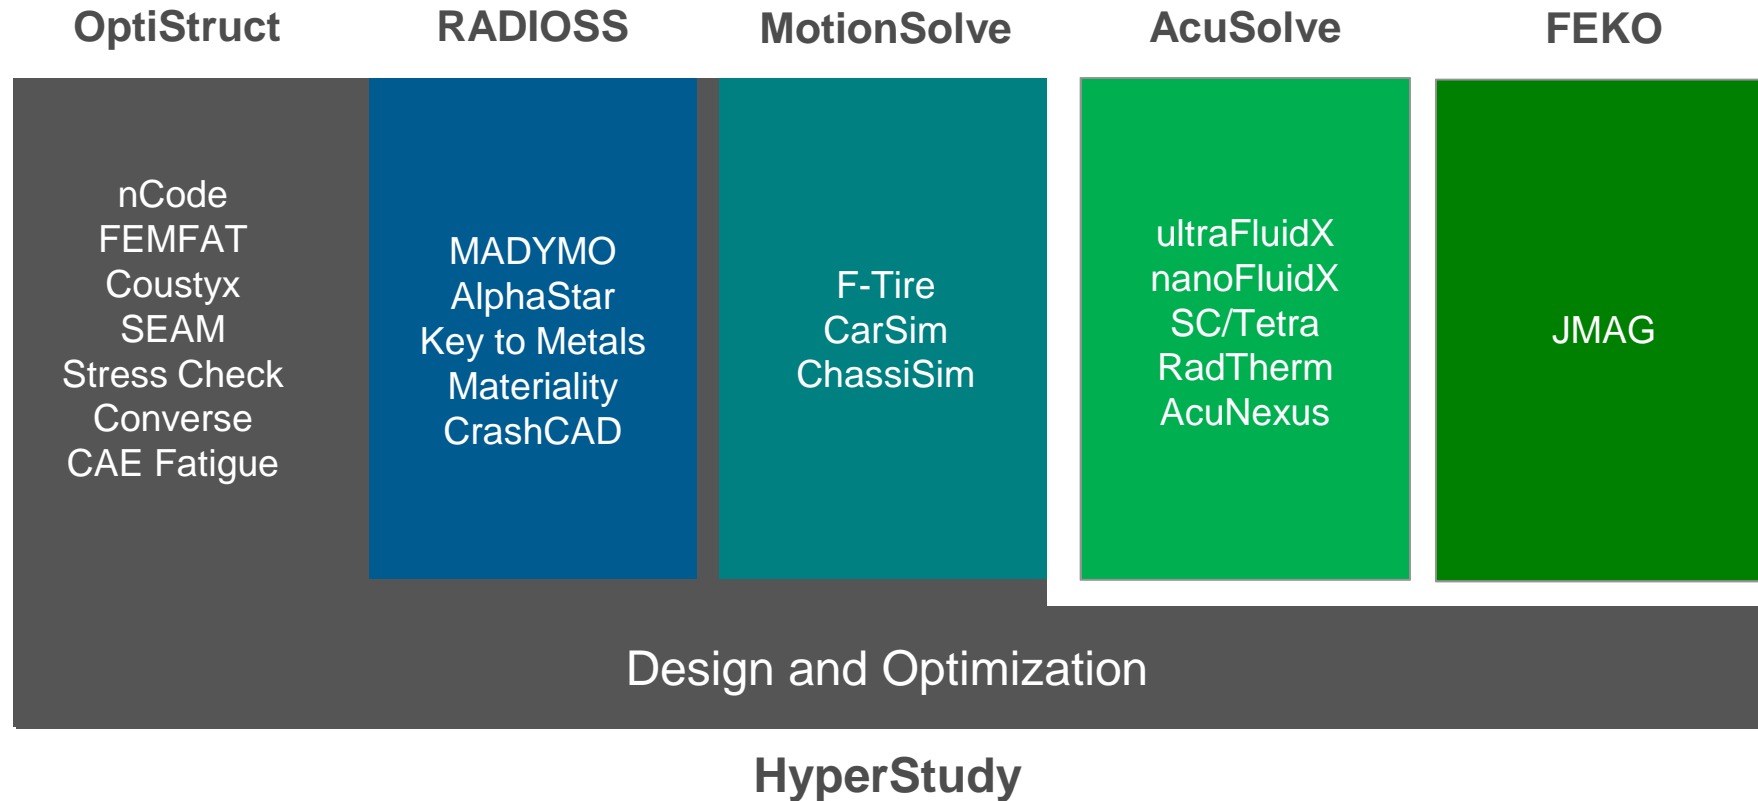 OptiStruct
RADIOSS
MotionSolve
AcuSolve
FEKO
nCode
FEMFAT
Coustyx
SEAM
Stress Check
Converse
CAE Fatigue
MADYMO
AlphaStar
Key to Metals
Materiality
CrashCAD
F-Tire
CarSim
ChassiSim
ultraFluidX
nanoFluidX
SC/Tetra
RadTherm
AcuNexus
JMAG
Design and Optimization
HyperStudy